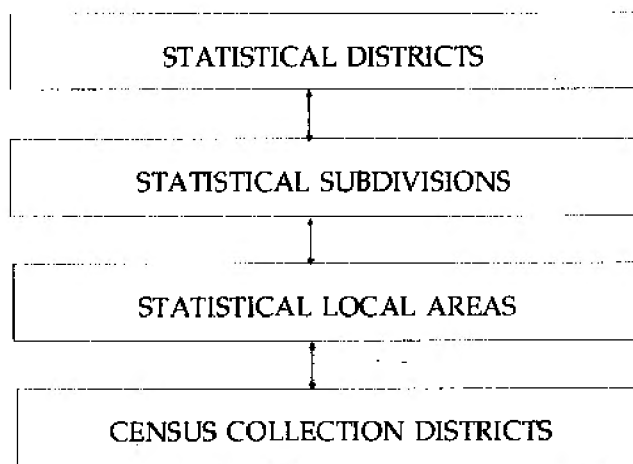 STATISTICAL DISTRICTS
STATISTICAL SUBDIVISIONS
STATISTICAL LOCAL AREAS
CENSUS COLLECTION DISTRICTS